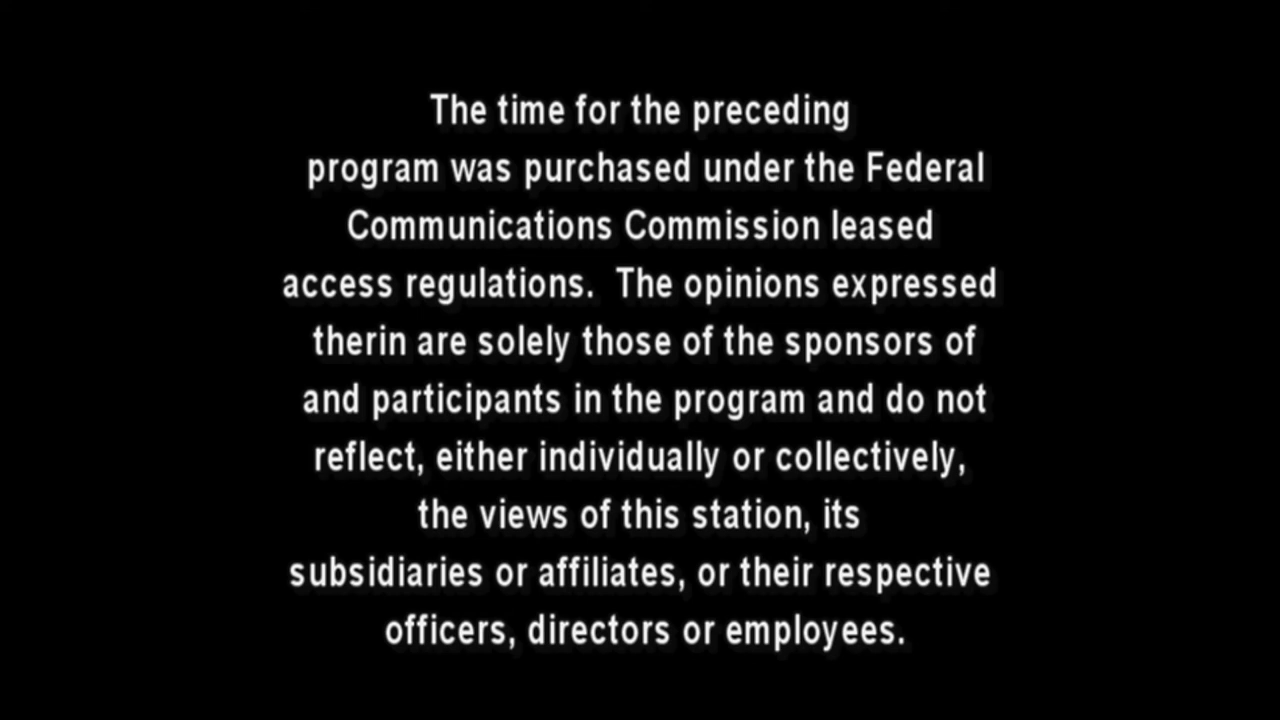 The time for the preceding
program was purchased under the Federal
Communications Commission leased
access regulations.  The opinions expressed
therin are solely those of the sponsors of
and participants in the program and do not
reflect, either individually or collectively,
the views of this station, its
subsidiaries or affiliates, or their respective
officers, directors or employees.